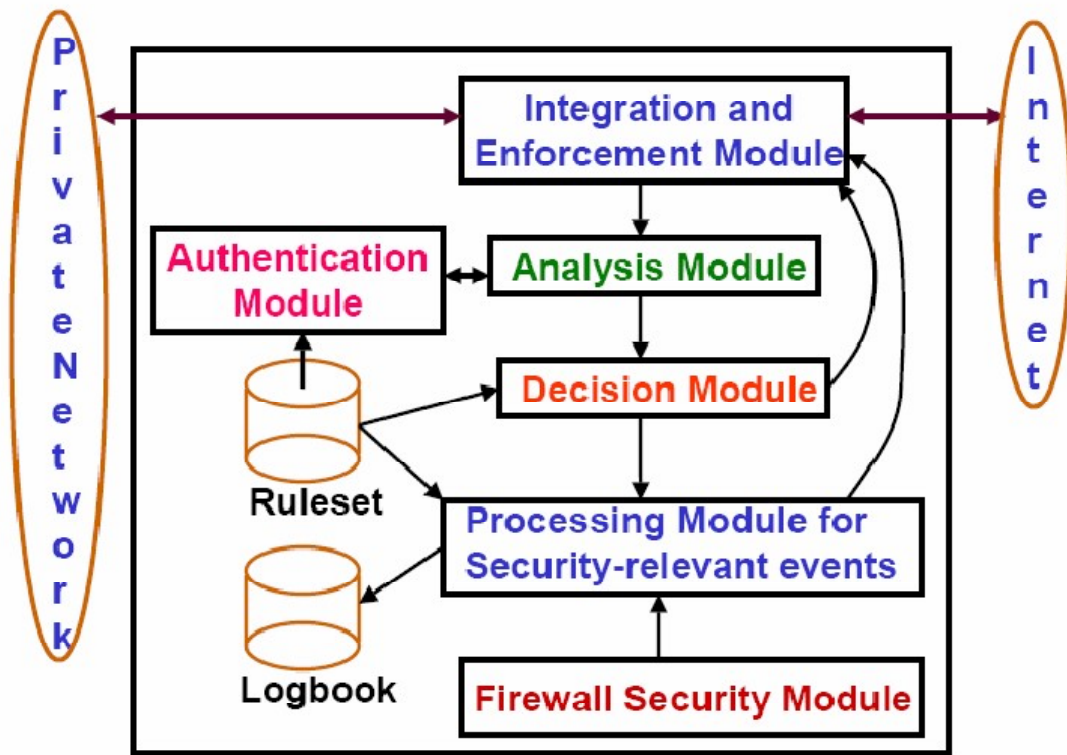 Private Network
Internet
Integration and
Enforcement Module
Authentication
Module
Analysis Module
Decision Module
Ruleset
Processing Module for
Security-relevant events
Logbook
Firewall Security Module